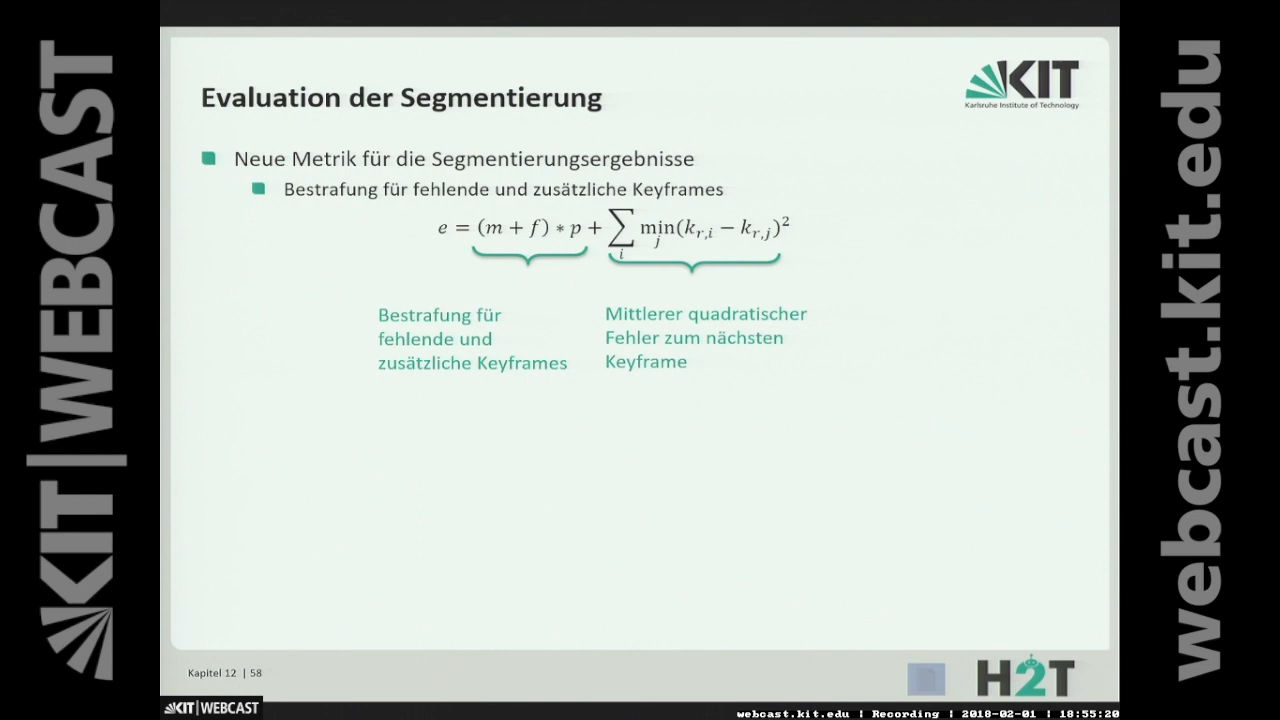 KIT|WEBCAST
KIT
Karlsruhe Institute of Technology
Evaluation der Segmentierung
Neue Metrik für die Segmentierungsergebnisse
Bestrafung für fehlende und zusätzliche Keyframes
e = (m + f) ∗ p + ∑_i min_j (k_{r,i} − k_{r,j})²
Bestrafung für
fehlende und
zusätzliche Keyframes
Mittlerer quadratischer
Fehler zum nächsten
Keyframe
Kapitel 12 | 58
H2T
KIT|WEBCAST
webcast.kit.edu | Recording | 2018-02-01 | 18:55:20
webcast.kit.edu